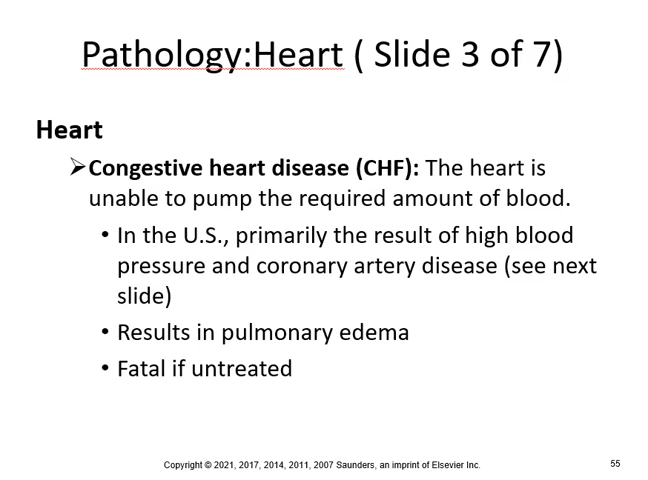 Pathology:Heart ( Slide 3 of 7)
Heart
➢Congestive heart disease (CHF): The heart is
unable to pump the required amount of blood.
• In the U.S., primarily the result of high blood
pressure and coronary artery disease (see next
slide)
• Results in pulmonary edema
• Fatal if untreated
Copyright © 2021, 2017, 2014, 2011, 2007 Saunders, an imprint of Elsevier Inc.
55